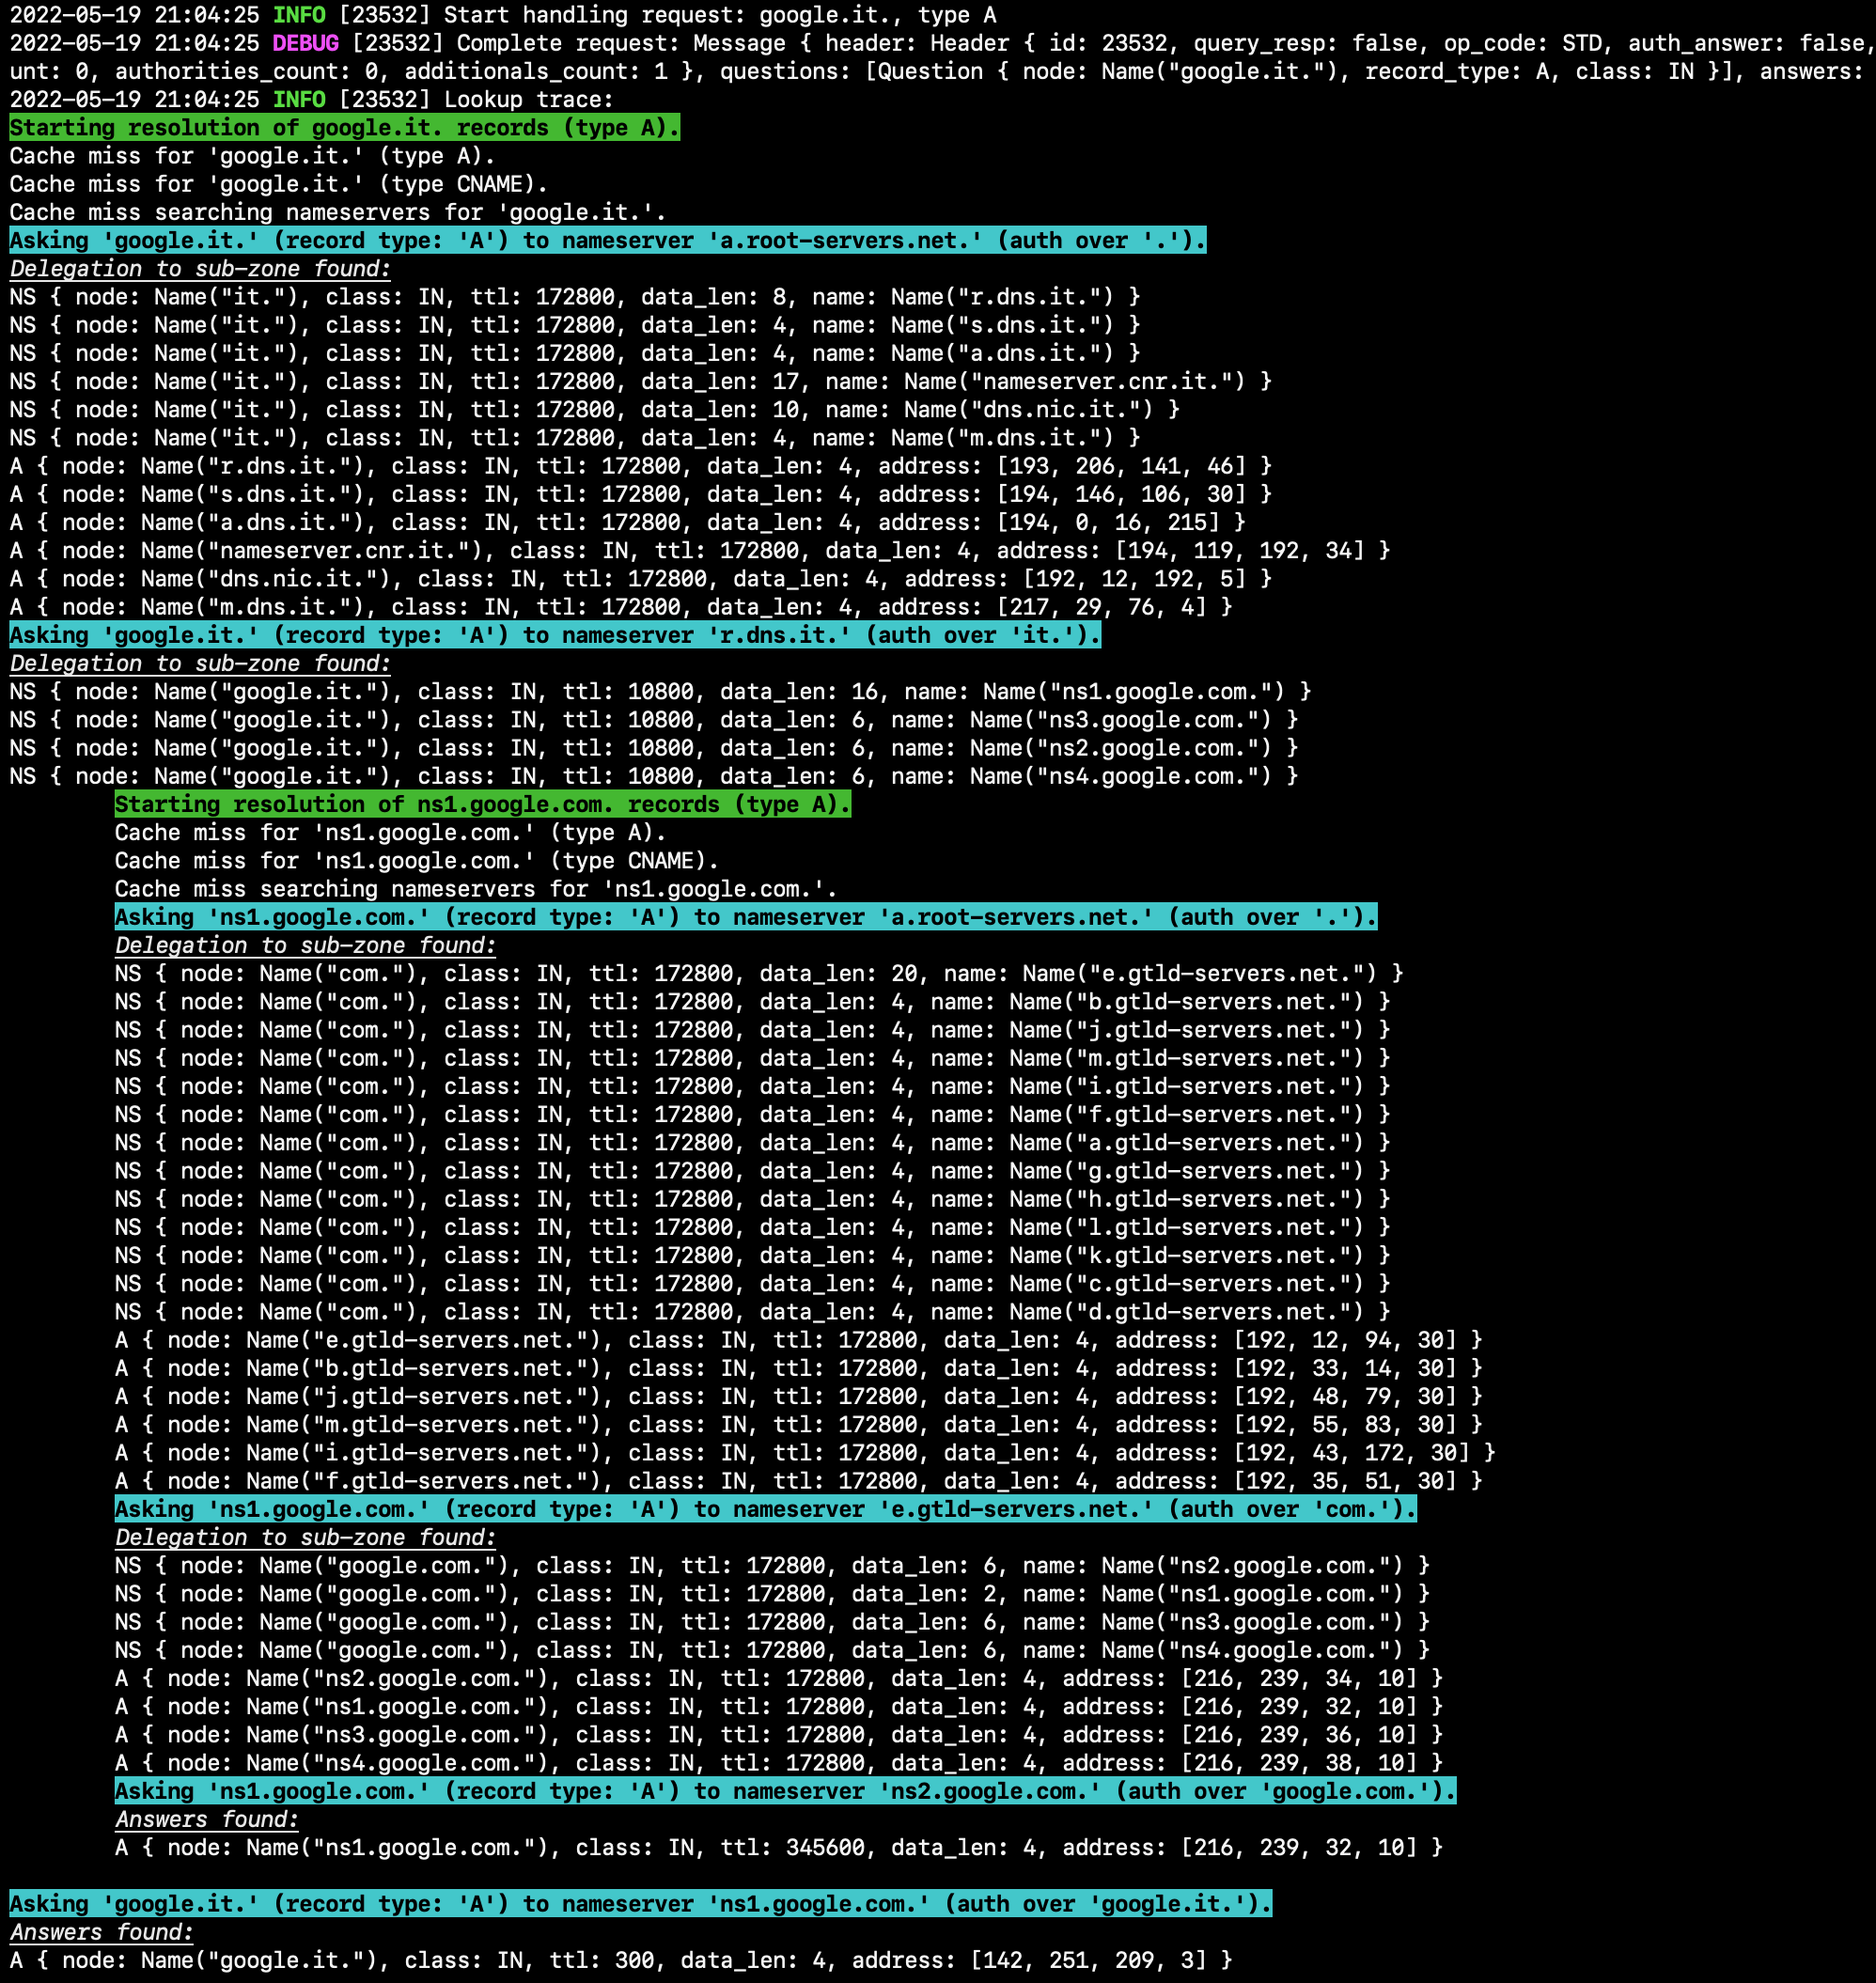 2022-05-19 21:04:25 INFO [23532] Start handling request: google.it., type A
2022-05-19 21:04:25 DEBUG [23532] Complete request: Message { header: Header { id: 23532, query_resp: false, op_code: STD, auth_answer: false,
unt: 0, authorities_count: 0, additionals_count: 1 }, questions: [Question { node: Name("google.it."), record_type: A, class: IN }], answers:
2022-05-19 21:04:25 INFO [23532] Lookup trace:
Starting resolution of google.it. records (type A).
Cache miss for 'google.it.' (type A).
Cache miss for 'google.it.' (type CNAME).
Cache miss searching nameservers for 'google.it.'.
Asking 'google.it.' (record type: 'A') to nameserver 'a.root-servers.net.' (auth over '.').
Delegation to sub-zone found:
NS { node: Name("it."), class: IN, ttl: 172800, data_len: 8, name: Name("r.dns.it.") }
NS { node: Name("it."), class: IN, ttl: 172800, data_len: 4, name: Name("s.dns.it.") }
NS { node: Name("it."), class: IN, ttl: 172800, data_len: 4, name: Name("a.dns.it.") }
NS { node: Name("it."), class: IN, ttl: 172800, data_len: 17, name: Name("nameserver.cnr.it.") }
NS { node: Name("it."), class: IN, ttl: 172800, data_len: 10, name: Name("dns.nic.it.") }
NS { node: Name("it."), class: IN, ttl: 172800, data_len: 4, name: Name("m.dns.it.") }
A { node: Name("r.dns.it."), class: IN, ttl: 172800, data_len: 4, address: [193, 206, 141, 46] }
A { node: Name("s.dns.it."), class: IN, ttl: 172800, data_len: 4, address: [194, 146, 106, 30] }
A { node: Name("a.dns.it."), class: IN, ttl: 172800, data_len: 4, address: [194, 0, 16, 215] }
A { node: Name("nameserver.cnr.it."), class: IN, ttl: 172800, data_len: 4, address: [194, 119, 192, 34] }
A { node: Name("dns.nic.it."), class: IN, ttl: 172800, data_len: 4, address: [192, 12, 192, 5] }
A { node: Name("m.dns.it."), class: IN, ttl: 172800, data_len: 4, address: [217, 29, 76, 4] }
Asking 'google.it.' (record type: 'A') to nameserver 'r.dns.it.' (auth over 'it.').
Delegation to sub-zone found:
NS { node: Name("google.it."), class: IN, ttl: 10800, data_len: 16, name: Name("ns1.google.com.") }
NS { node: Name("google.it."), class: IN, ttl: 10800, data_len: 6, name: Name("ns3.google.com.") }
NS { node: Name("google.it."), class: IN, ttl: 10800, data_len: 6, name: Name("ns2.google.com.") }
NS { node: Name("google.it."), class: IN, ttl: 10800, data_len: 6, name: Name("ns4.google.com.") }
Starting resolution of ns1.google.com. records (type A).
Cache miss for 'ns1.google.com.' (type A).
Cache miss for 'ns1.google.com.' (type CNAME).
Cache miss searching nameservers for 'ns1.google.com.'.
Asking 'ns1.google.com.' (record type: 'A') to nameserver 'a.root-servers.net.' (auth over '.').
Delegation to sub-zone found:
NS { node: Name("com."), class: IN, ttl: 172800, data_len: 20, name: Name("e.gtld-servers.net.") }
NS { node: Name("com."), class: IN, ttl: 172800, data_len: 4, name: Name("b.gtld-servers.net.") }
NS { node: Name("com."), class: IN, ttl: 172800, data_len: 4, name: Name("j.gtld-servers.net.") }
NS { node: Name("com."), class: IN, ttl: 172800, data_len: 4, name: Name("m.gtld-servers.net.") }
NS { node: Name("com."), class: IN, ttl: 172800, data_len: 4, name: Name("i.gtld-servers.net.") }
NS { node: Name("com."), class: IN, ttl: 172800, data_len: 4, name: Name("f.gtld-servers.net.") }
NS { node: Name("com."), class: IN, ttl: 172800, data_len: 4, name: Name("a.gtld-servers.net.") }
NS { node: Name("com."), class: IN, ttl: 172800, data_len: 4, name: Name("g.gtld-servers.net.") }
NS { node: Name("com."), class: IN, ttl: 172800, data_len: 4, name: Name("h.gtld-servers.net.") }
NS { node: Name("com."), class: IN, ttl: 172800, data_len: 4, name: Name("l.gtld-servers.net.") }
NS { node: Name("com."), class: IN, ttl: 172800, data_len: 4, name: Name("k.gtld-servers.net.") }
NS { node: Name("com."), class: IN, ttl: 172800, data_len: 4, name: Name("c.gtld-servers.net.") }
NS { node: Name("com."), class: IN, ttl: 172800, data_len: 4, name: Name("d.gtld-servers.net.") }
A { node: Name("e.gtld-servers.net."), class: IN, ttl: 172800, data_len: 4, address: [192, 12, 94, 30] }
A { node: Name("b.gtld-servers.net."), class: IN, ttl: 172800, data_len: 4, address: [192, 33, 14, 30] }
A { node: Name("j.gtld-servers.net."), class: IN, ttl: 172800, data_len: 4, address: [192, 48, 79, 30] }
A { node: Name("m.gtld-servers.net."), class: IN, ttl: 172800, data_len: 4, address: [192, 55, 83, 30] }
A { node: Name("i.gtld-servers.net."), class: IN, ttl: 172800, data_len: 4, address: [192, 43, 172, 30] }
A { node: Name("f.gtld-servers.net."), class: IN, ttl: 172800, data_len: 4, address: [192, 35, 51, 30] }
Asking 'ns1.google.com.' (record type: 'A') to nameserver 'e.gtld-servers.net.' (auth over 'com.').
Delegation to sub-zone found:
NS { node: Name("google.com."), class: IN, ttl: 172800, data_len: 6, name: Name("ns2.google.com.") }
NS { node: Name("google.com."), class: IN, ttl: 172800, data_len: 2, name: Name("ns1.google.com.") }
NS { node: Name("google.com."), class: IN, ttl: 172800, data_len: 6, name: Name("ns3.google.com.") }
NS { node: Name("google.com."), class: IN, ttl: 172800, data_len: 6, name: Name("ns4.google.com.") }
A { node: Name("ns2.google.com."), class: IN, ttl: 172800, data_len: 4, address: [216, 239, 34, 10] }
A { node: Name("ns1.google.com."), class: IN, ttl: 172800, data_len: 4, address: [216, 239, 32, 10] }
A { node: Name("ns3.google.com."), class: IN, ttl: 172800, data_len: 4, address: [216, 239, 36, 10] }
A { node: Name("ns4.google.com."), class: IN, ttl: 172800, data_len: 4, address: [216, 239, 38, 10] }
Asking 'ns1.google.com.' (record type: 'A') to nameserver 'ns2.google.com.' (auth over 'google.com.').
Answers found:
A { node: Name("ns1.google.com."), class: IN, ttl: 345600, data_len: 4, address: [216, 239, 32, 10] }
Asking 'google.it.' (record type: 'A') to nameserver 'ns1.google.com.' (auth over 'google.it.').
Answers found:
A { node: Name("google.it."), class: IN, ttl: 300, data_len: 4, address: [142, 251, 209, 3] }